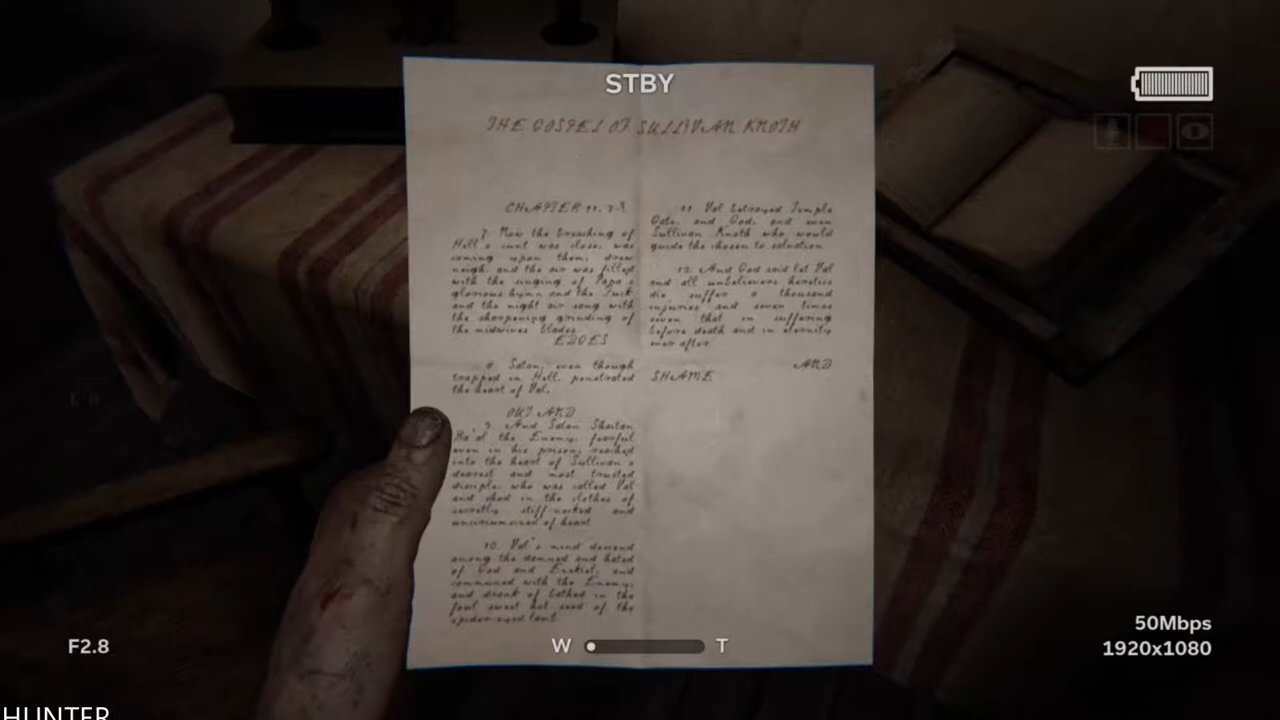 STBY
THE GOSPEL OF SULLIVAN KNOTH
CHAPTER 11.
7. Now the breaching of
Hell's cunt was close, was
coming upon them, drew
neigh, and the air was filled
with the singing of Papa's
glorious hymn and the
and the night air sang with
the sharpening grinding of
the midwives blades.
EDOES
8. Satan, even though
trapped in Hell, penetrated
the heart of Val.
OUT AND
9. And Satan Shaitan
Ba'al the Enemy, fearful
even in his prison, reached
into the heart of Sullivan's
dearest and most trusted
disciple, who was called Val
and shod in the clothes of
secretly stiff-necked and
uncircumcised of heart
10. Val's mind descend
among the damned and hated
of God and Ezekiel, and
communed with the Enemy,
and drank of bathed in the
foul sweet hot seed of the
spider-eyed
11. Val betrayed Temple
Gate, and God, and even
Sullivan Knoth who would
guide the chosen to salvation
12. And God said let Val
and all unbelievers heretics
die suffer a thousand
injuries and seven times
seven that in suffering
before death and in eternity
ever after
AND
SHAME
F2.8
W
T
50Mbps
1920x1080
HUNTER